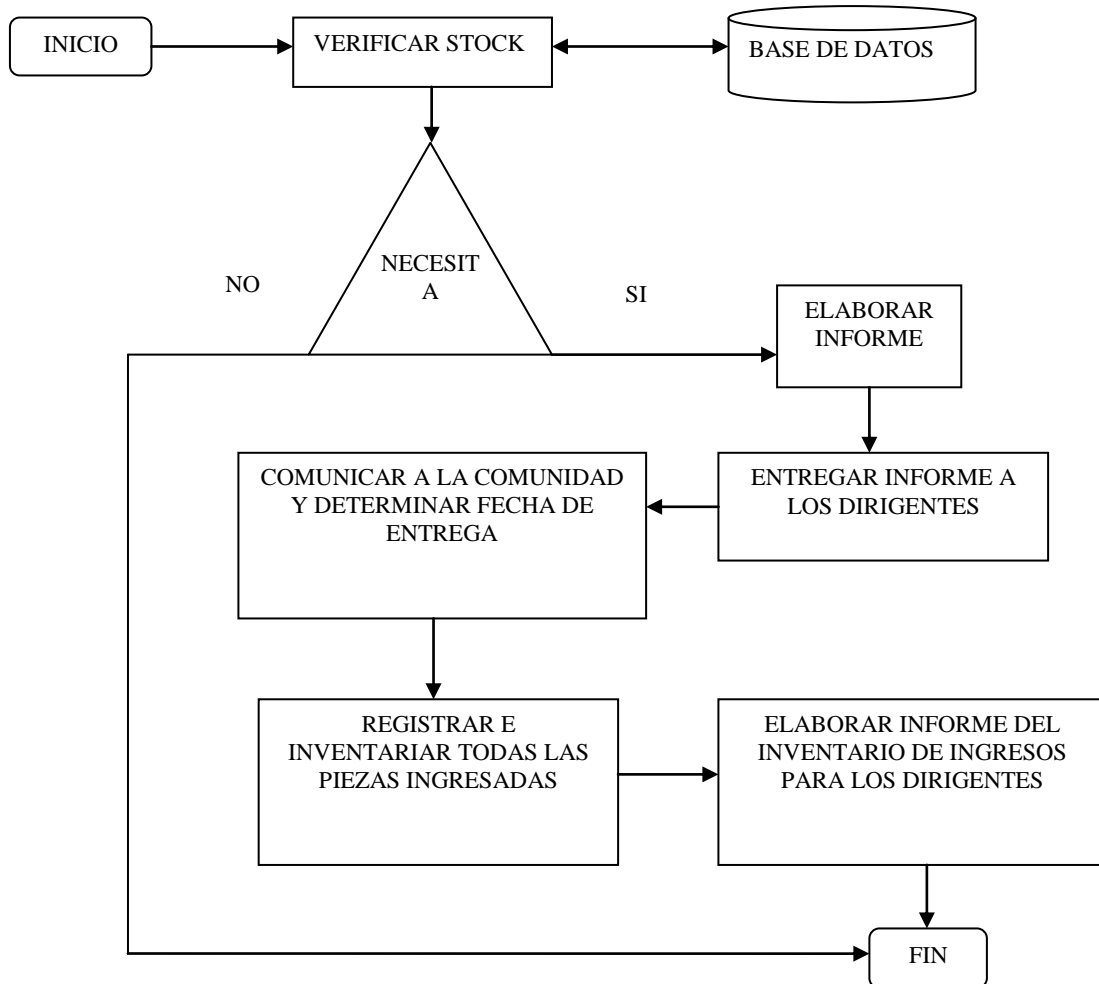 INICIO
VERIFICAR STOCK
BASE DE DATOS
NECESIT
A
NO
SI
ELABORAR
INFORME
ENTREGAR INFORME A
LOS DIRIGENTES
COMUNICAR A LA COMUNIDAD
Y DETERMINAR FECHA DE
ENTREGA
REGISTRAR E
INVENTARIAR TODAS LAS
PIEZAS INGRESADAS
ELABORAR INFORME DEL
INVENTARIO DE INGRESOS
PARA LOS DIRIGENTES
FIN